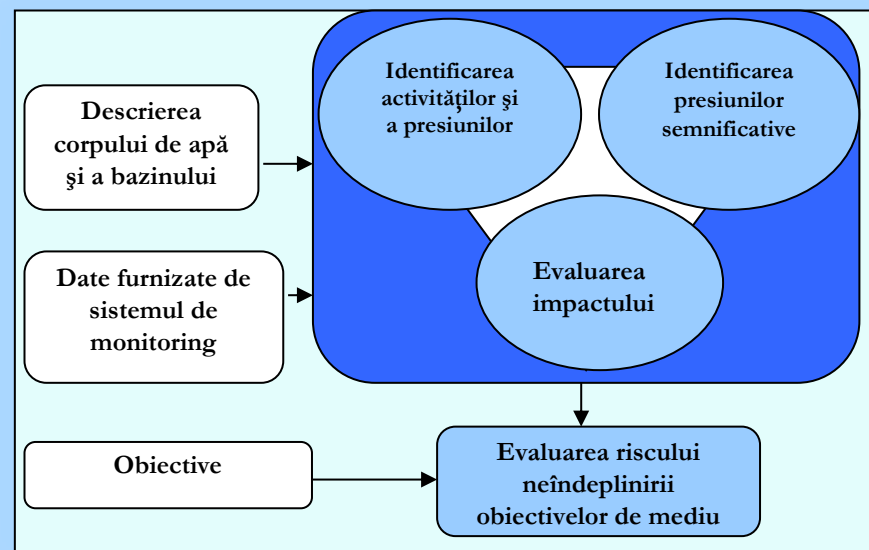 Descrierea
corpului de apă
şi a bazinului
Date furnizate de
sistemul de
monitoring
Obiective
Identificarea
activităţilor şi
a presiunilor
Identificarea
presiunilor
semnificative
Evaluarea
impactului
Evaluarea riscului
neîndeplinirii
obiectivelor de mediu